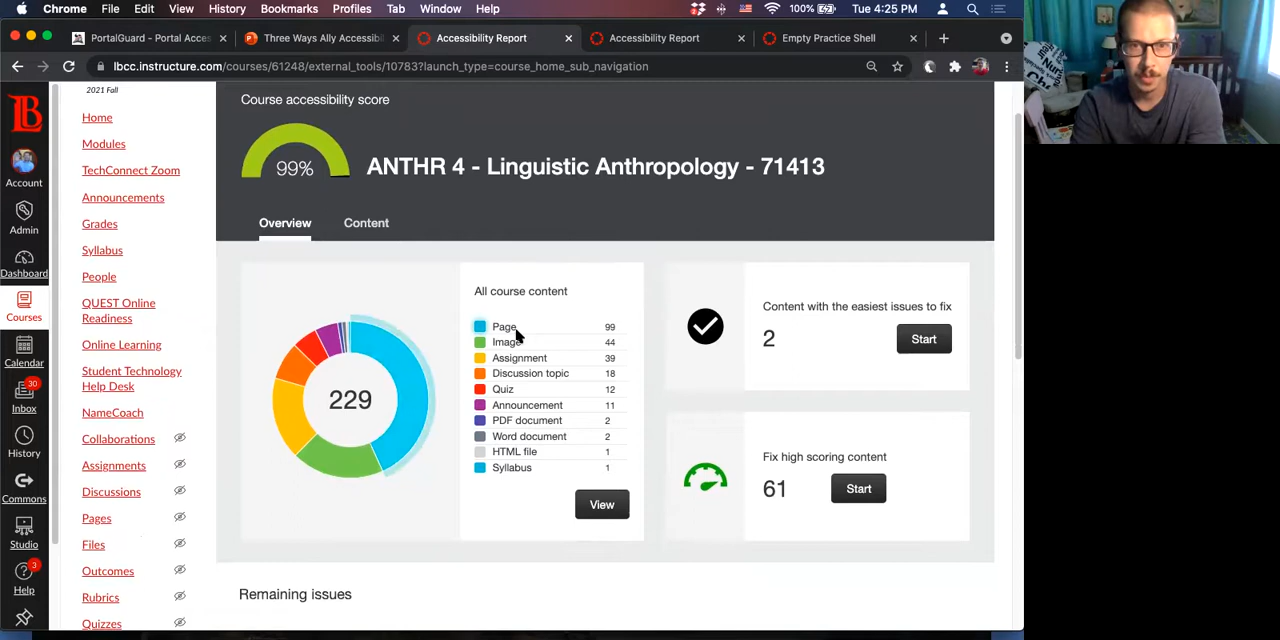 Chrome File Edit View History Bookmarks Profiles Tab Window Help 100% Tue 4:25 PM
PortalGuard - Portal Acces × Three Ways Ally Accessibili × Accessibility Report × Accessibility Report × Empty Practice Shell × +
lbcc.instructure.com/courses/61248/external_tools/10783?launch_type=course_home_sub_navigation
Account
Admin
Dashboard
Courses
Calendar
30
Inbox
History
Commons
Studio
3
Help
2021 Fall
Home
Modules
TechConnect Zoom
Announcements
Grades
Syllabus
People
QUEST Online
Readiness
Online Learning
Student Technology
Help Desk
NameCoach
Collaborations
Assignments
Discussions
Pages
Files
Outcomes
Rubrics
Quizzes
Course accessibility score
99%
ANTHR 4 - Linguistic Anthropology - 71413
Overview Content
229
All course content
Page 99
Image 44
Assignment 39
Discussion topic 18
Quiz 12
Announcement 11
PDF document 2
Word document 2
HTML file 1
Syllabus 1
View
Content with the easiest issues to fix
2 Start
Fix high scoring content
61 Start
Remaining issues